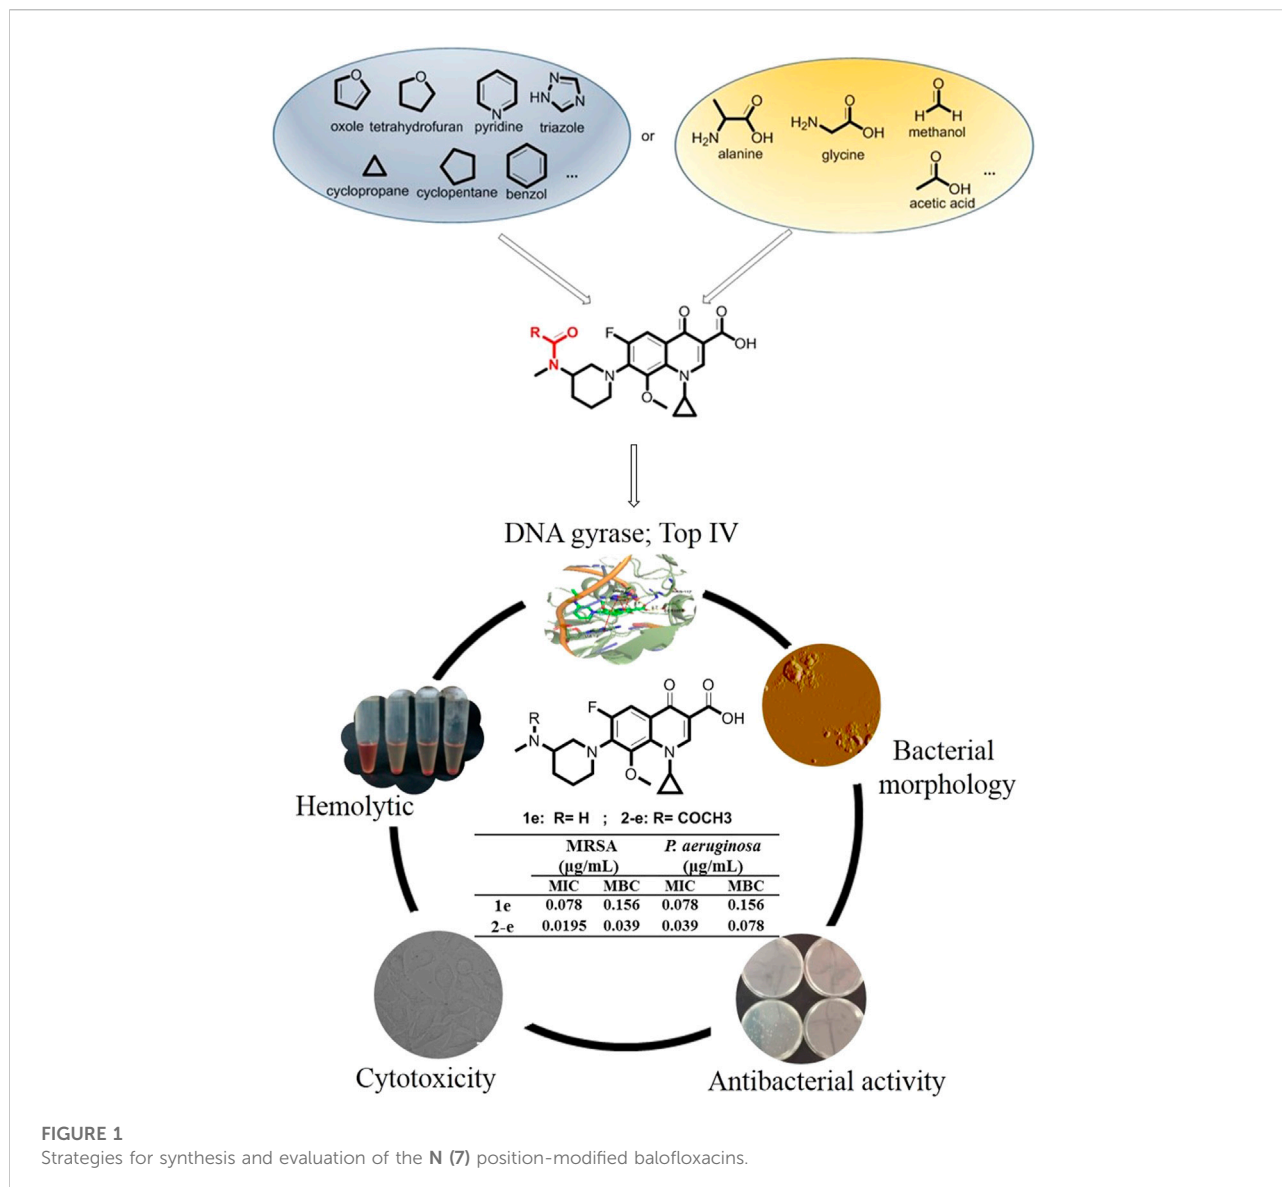 oxole tetrahydrofuran pyridine triazole
cyclopropane cyclopentane benzol ...
O O N N HN N
or
O H2N OH alanine
O H2N OH glycine
O H H methanol
O OH acetic acid
...
R O N N F O O OH N O
DNA gyrase; Top IV
R N N F O O OH N O
Hemolytic
Bacterial
morphology
1e: R= H ; 2-e: R= COCH3
MRSA P. aeruginosa
(μg/mL) (μg/mL)
MIC MBC MIC MBC
1e 0.078 0.156 0.078 0.156
2-e 0.0195 0.039 0.039 0.078
Cytotoxicity
Antibacterial activity
FIGURE 1
Strategies for synthesis and evaluation of the N (7) position-modified balofloxacins.